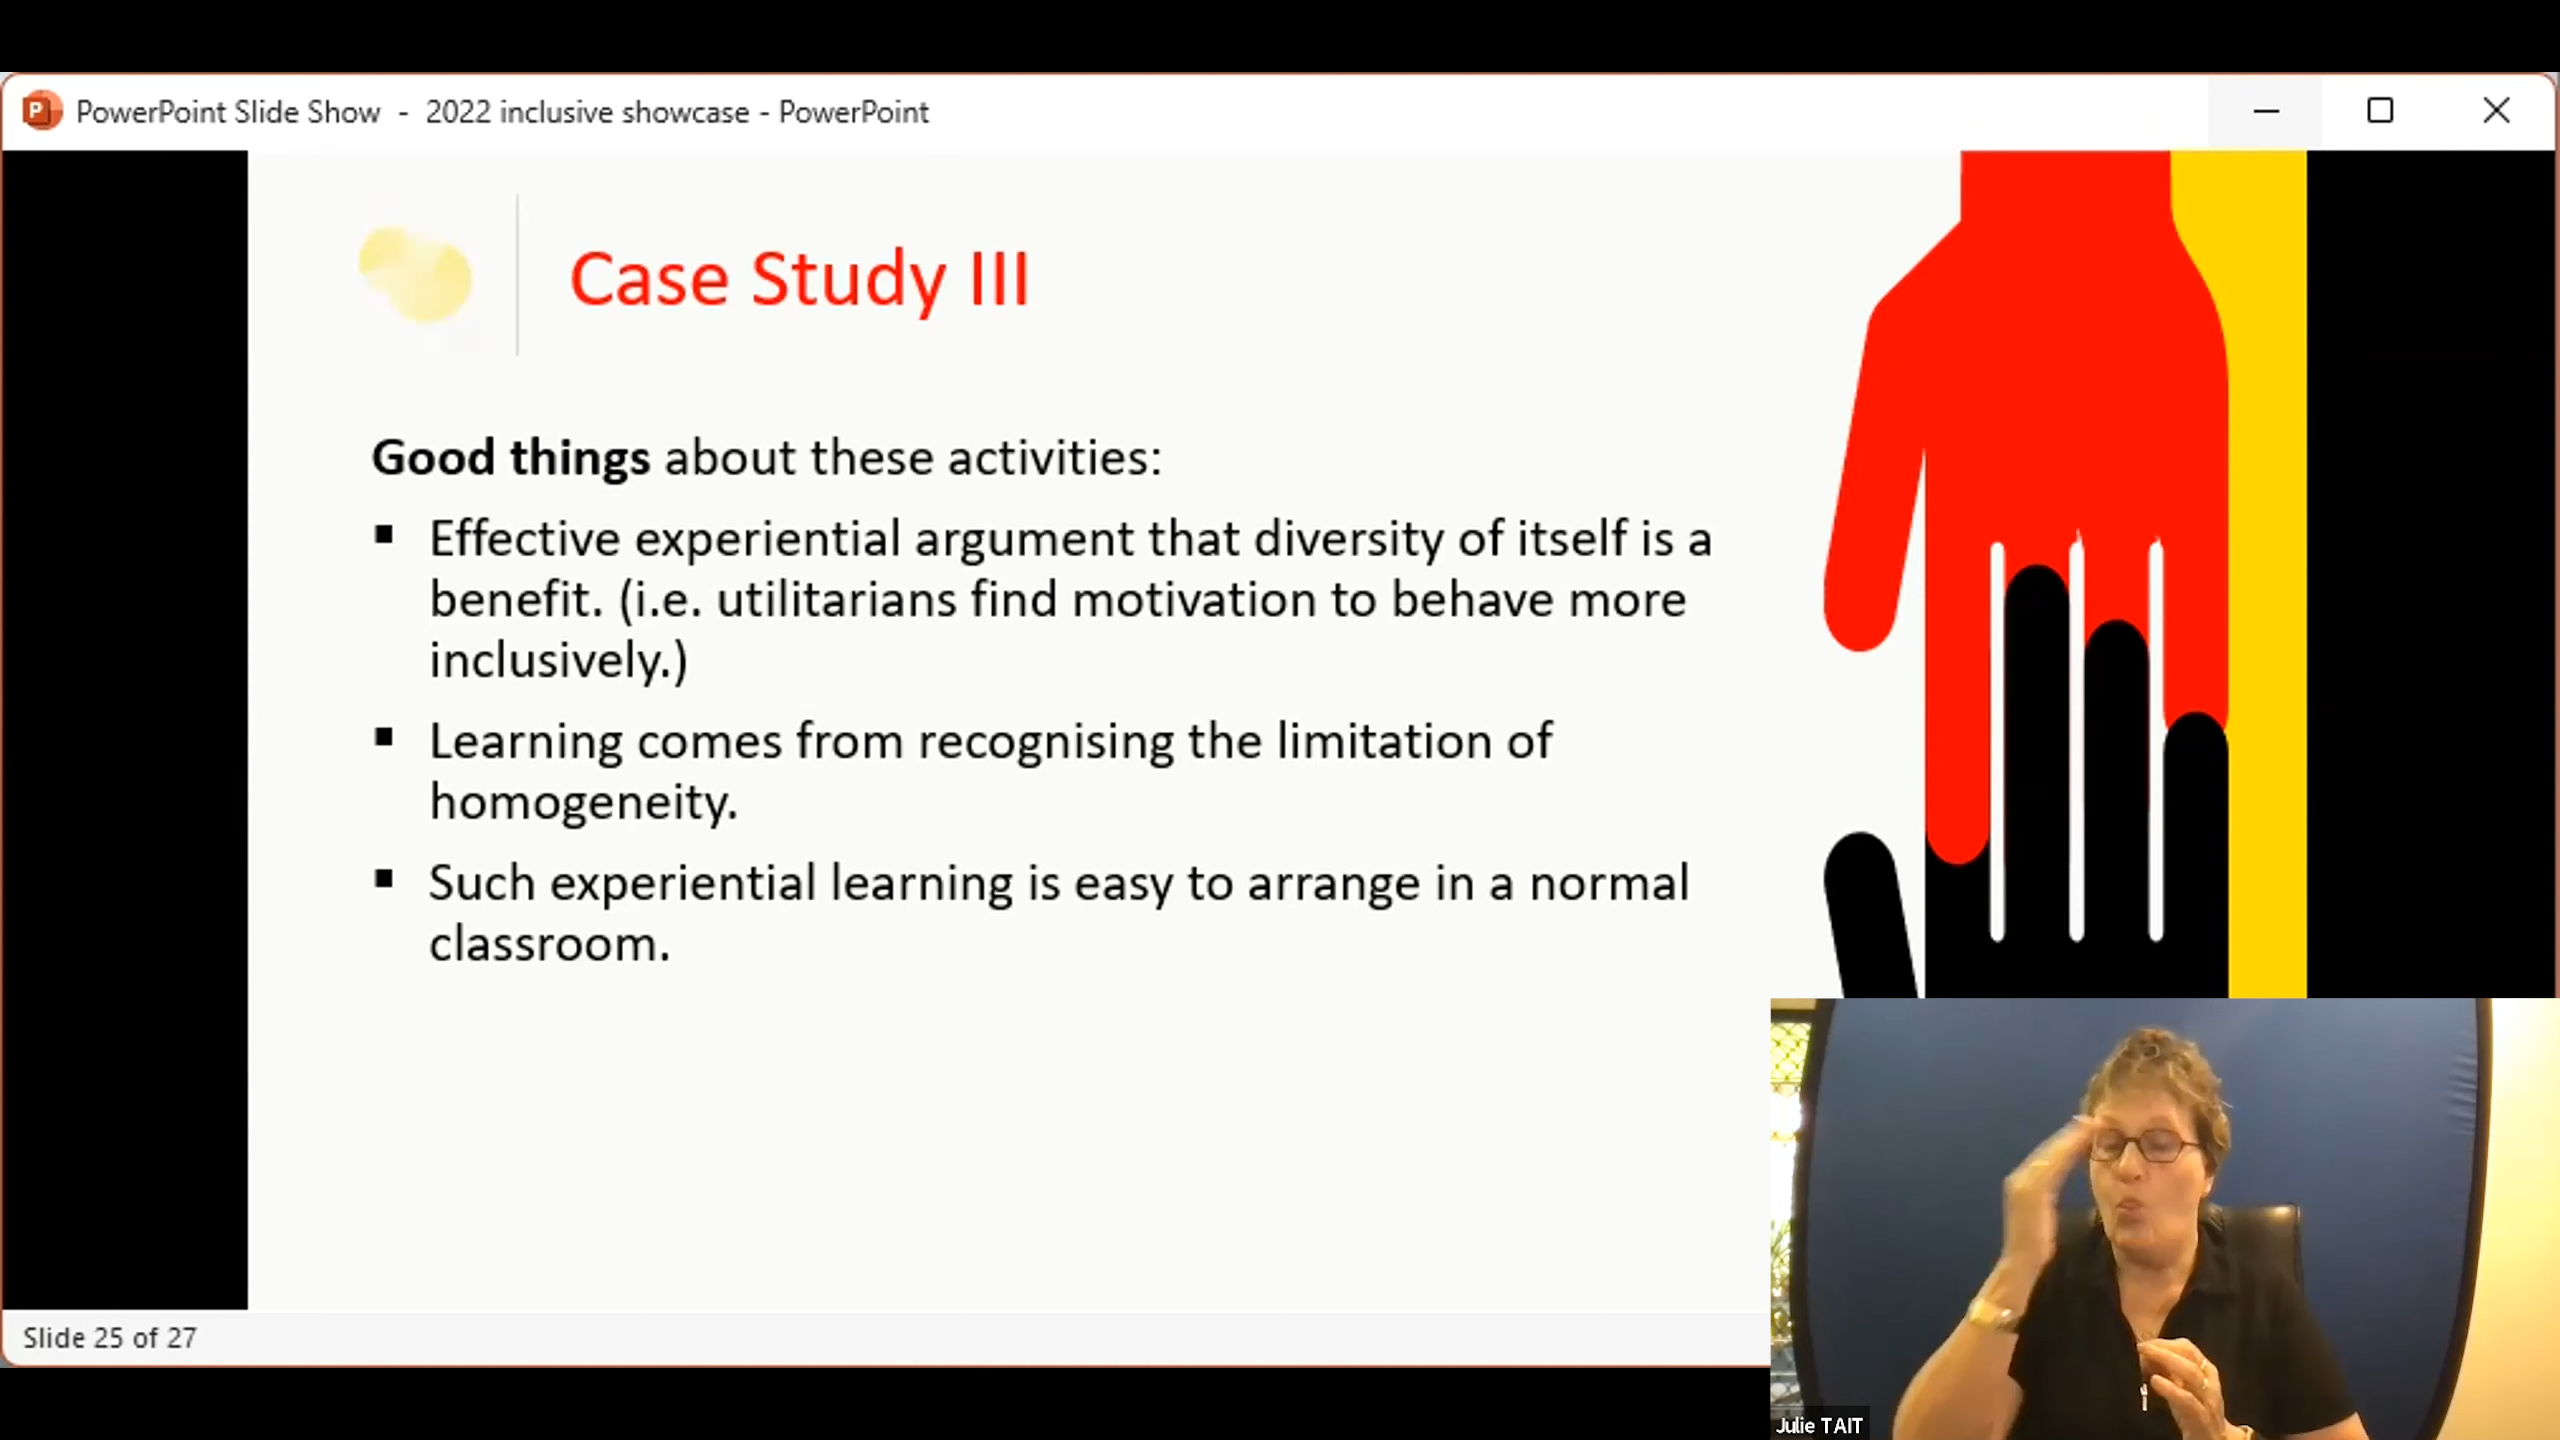 PowerPoint Slide Show - 2022 inclusive showcase - PowerPoint
Case Study III
Good things about these activities:
▪ Effective experiential argument that diversity of itself is a
benefit. (i.e. utilitarians find motivation to behave more
inclusively.)
▪ Learning comes from recognising the limitation of
homogeneity.
▪ Such experiential learning is easy to arrange in a normal
classroom.
Slide 25 of 27
Julie TAIT